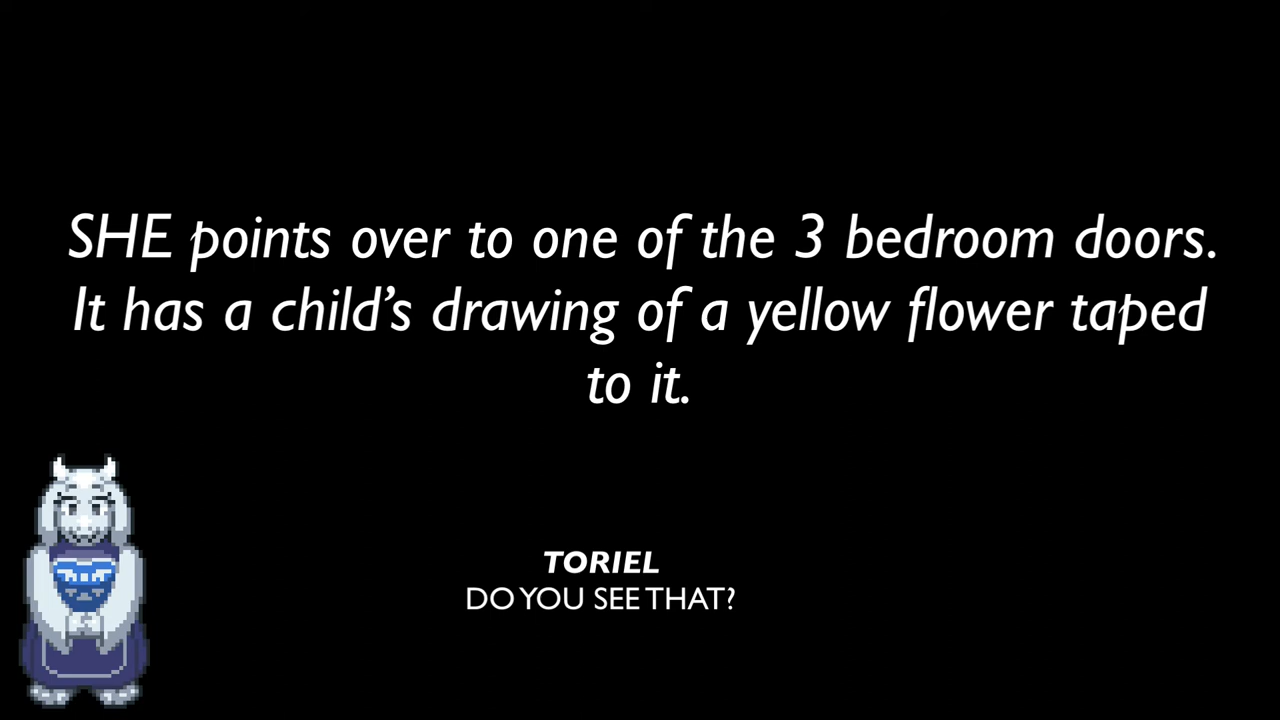 SHE points over to one of the 3 bedroom doors.
It has a child’s drawing of a yellow flower taped
to it.
TORIEL
DO YOU SEE THAT?